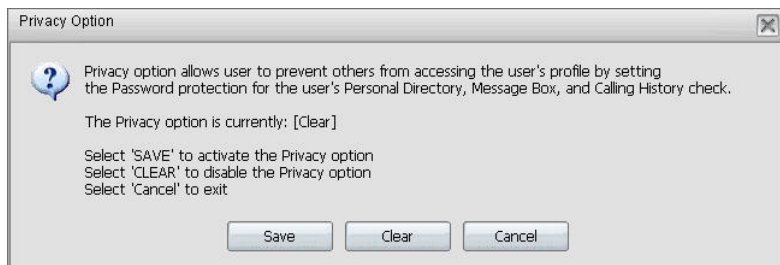 Privacy Option
Privacy option allows user to prevent others from accessing the user's profile by setting
the Password protection for the user's Personal Directory, Message Box, and Calling History check.
The Privacy option is currently: [Clear]
Select 'SAVE' to activate the Privacy option
Select 'CLEAR' to disable the Privacy option
Select 'Cancel' to exit
Save Clear Cancel